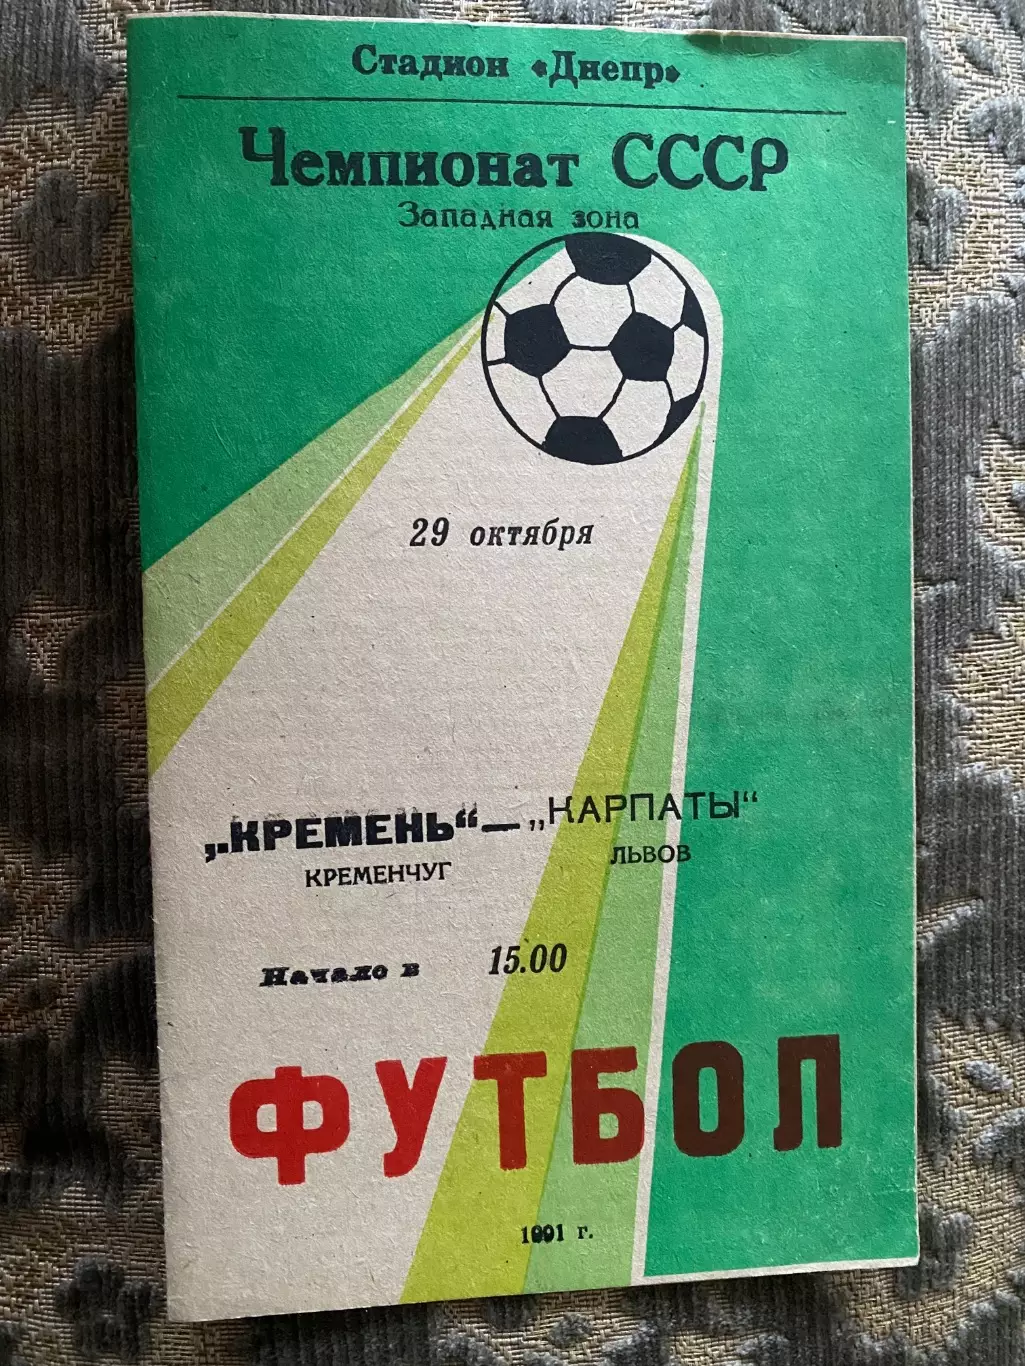 Стадион «Днепр»
Чемпионат СССР
Западная зона
29 октября
„КРЕМЕНЬ“ — „КАРПАТЫ“
КРЕМЕНЧУГ ЛЬВОВ
Начало в 15.00
ФУТБОЛ
1991 г.